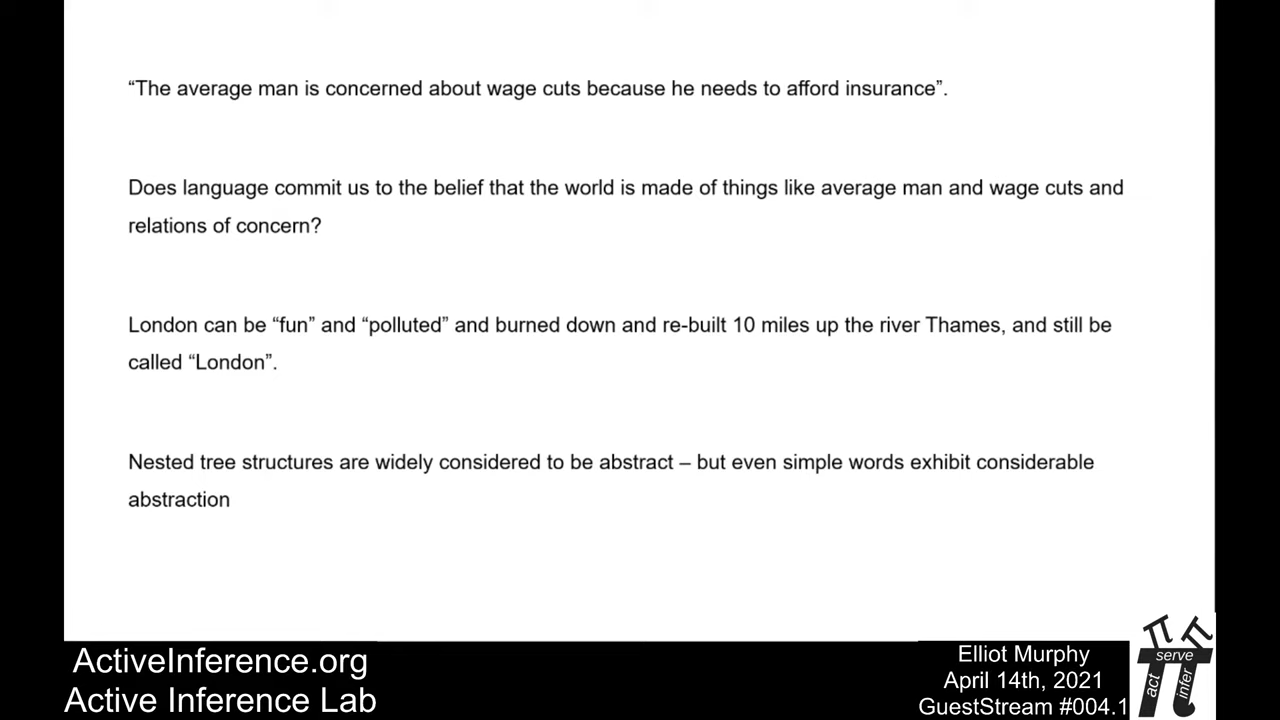 “The average man is concerned about wage cuts because he needs to afford insurance”.
Does language commit us to the belief that the world is made of things like average man and wage cuts and
relations of concern?
London can be “fun” and “polluted” and burned down and re-built 10 miles up the river Thames, and still be
called “London”.
Nested tree structures are widely considered to be abstract – but even simple words exhibit considerable
abstraction
ActiveInference.org
Active Inference Lab
Elliot Murphy
April 14th, 2021
GuestStream #004.1
π π
serve
act
infer